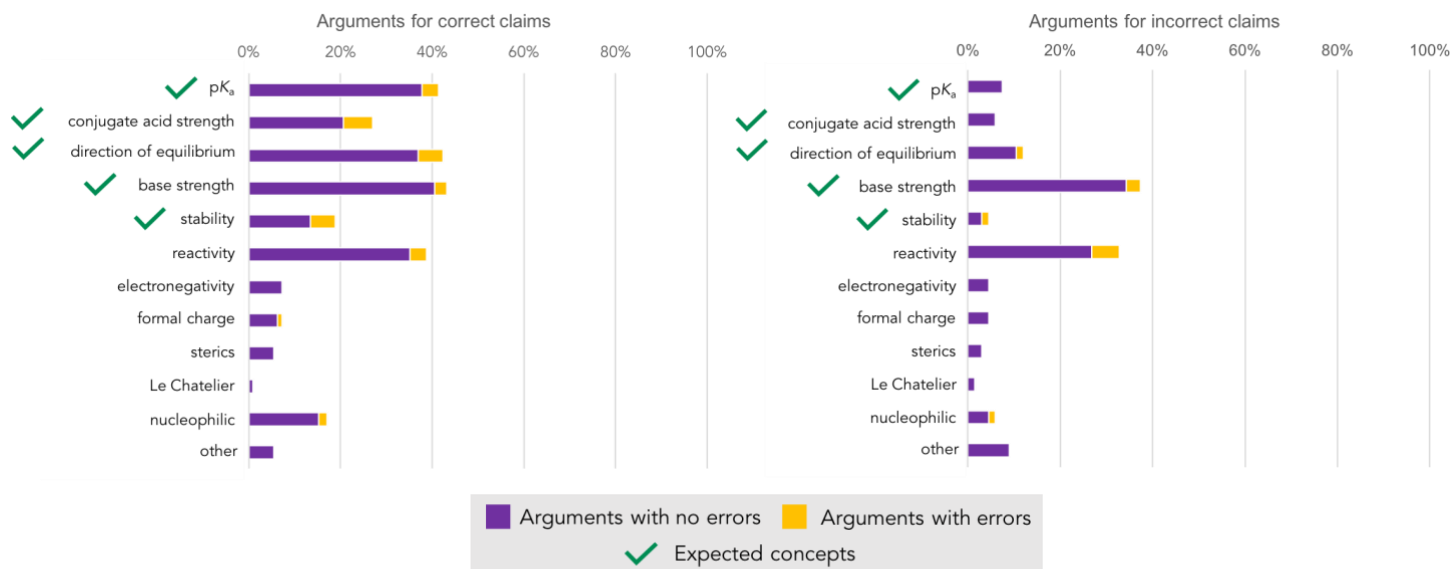 Arguments for correct claims
0% 20% 40% 60% 80% 100%
pKₐ
conjugate acid strength
direction of equilibrium
base strength
stability
reactivity
electronegativity
formal charge
sterics
Le Chatelier
nucleophilic
other
Arguments for incorrect claims
0% 20% 40% 60% 80% 100%
pKₐ
conjugate acid strength
direction of equilibrium
base strength
stability
reactivity
electronegativity
formal charge
sterics
Le Chatelier
nucleophilic
other
Arguments with no errors Arguments with errors
Expected concepts